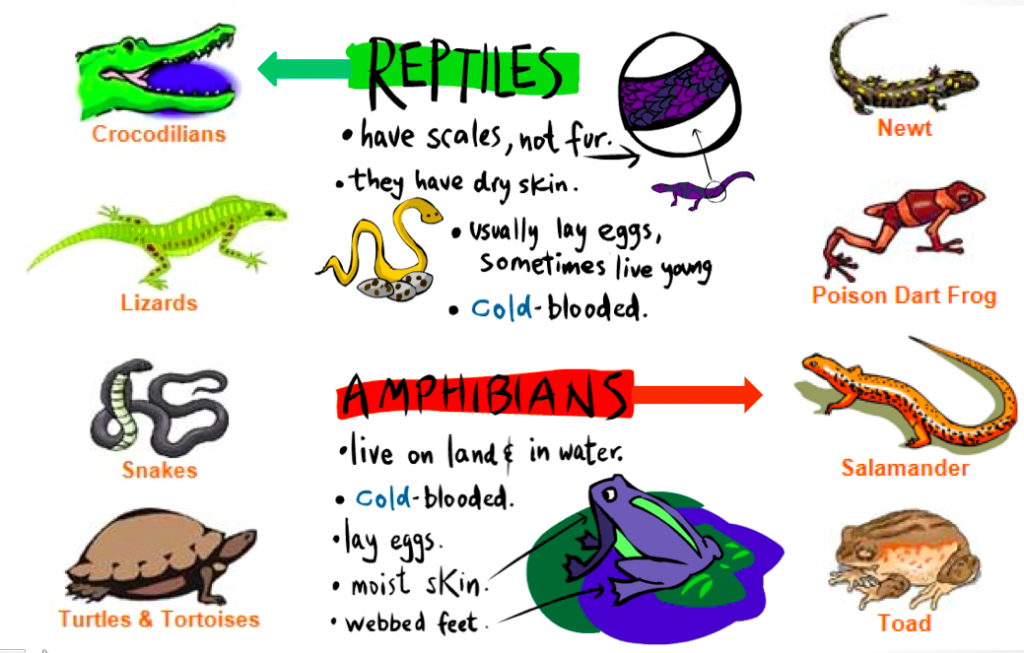 REPTILES
• have scales, not fur.
• they have dry skin.
• usually lay eggs,
sometimes live young
• Cold-blooded.
AMPHIBIANS
• live on land & in water.
• Cold-blooded.
• lay eggs.
• moist skin.
• webbed feet.
Crocodilians
Lizards
Snakes
Turtles & Tortoises
Newt
Poison Dart Frog
Salamander
Toad